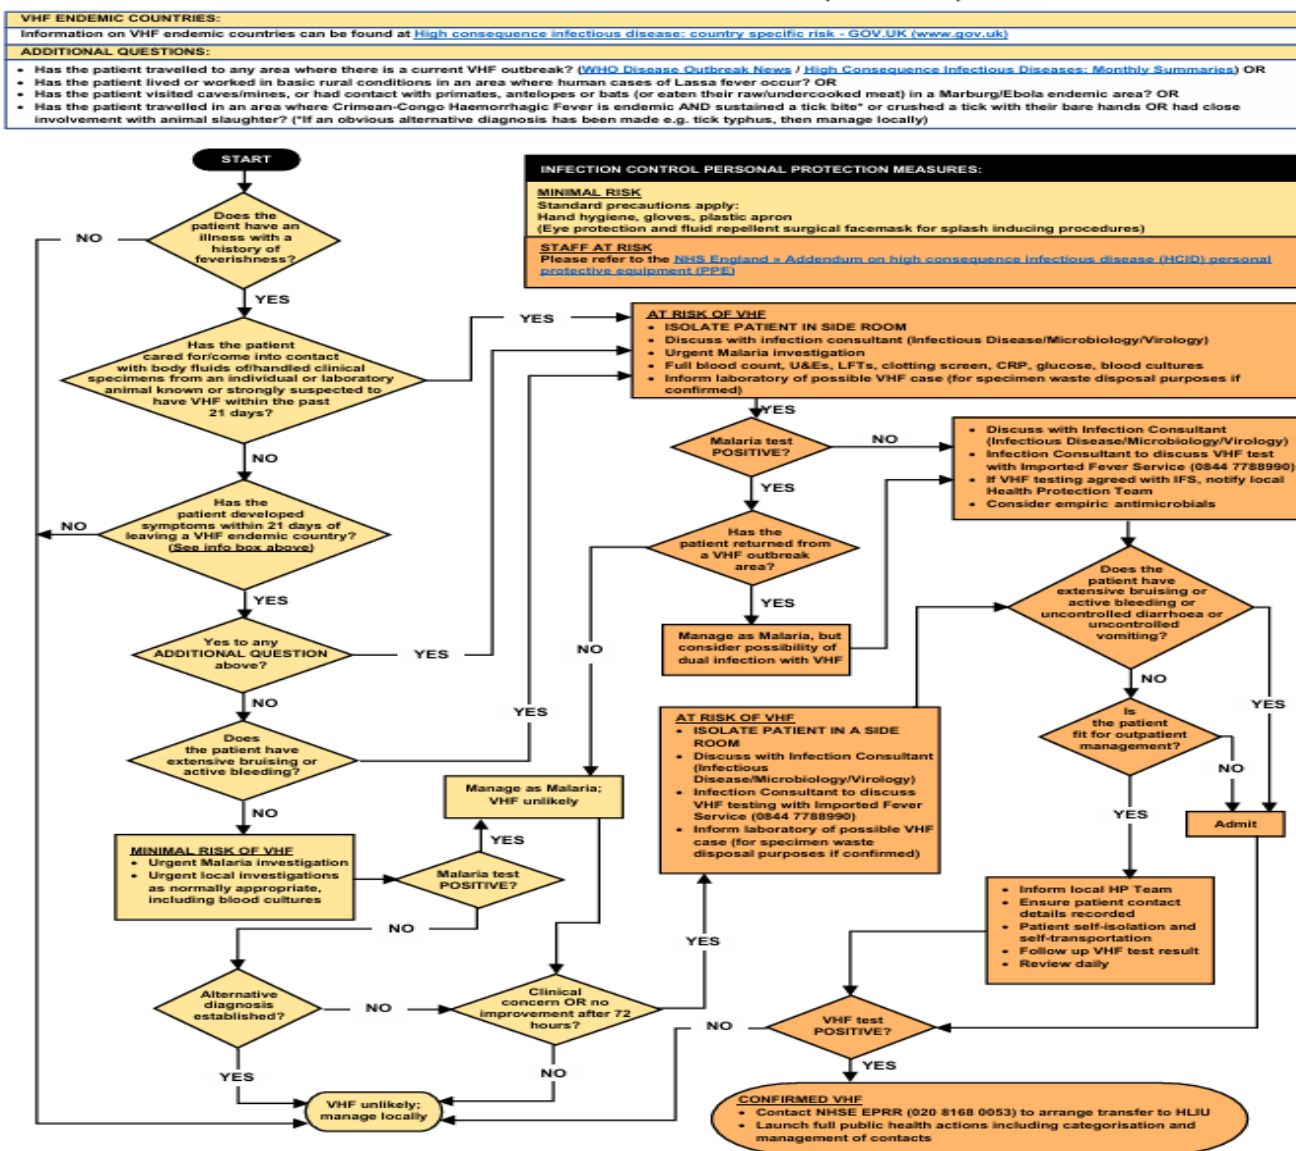 VHF ENDEMIC COUNTRIES:
Information on VHF endemic countries can be found at High consequence infectious disease: country specific risk - GOV.UK (www.gov.uk)
ADDITIONAL QUESTIONS:
• Has the patient travelled to any area where there is a current VHF outbreak? (WHO Disease Outbreak News / High Consequence Infectious Diseases: Monthly Summaries) OR
• Has the patient lived or worked in basic rural conditions in an area where human cases of Lassa fever occur? OR
• Has the patient visited caves/mines, or had contact with primates, antelopes or bats (or eaten their raw/undercooked meat) in a Marburg/Ebola endemic area? OR
• Has the patient travelled in an area where Crimean-Congo Haemorrhagic Fever is endemic AND sustained a tick bite* or crushed a tick with their bare hands OR had close
involvement with animal slaughter? (*If an obvious alternative diagnosis has been made e.g. tick typhus, then manage locally)
START
INFECTION CONTROL PERSONAL PROTECTION MEASURES:
MINIMAL RISK
Standard precautions apply:
Hand hygiene, gloves, plastic apron
(Eye protection and fluid repellent surgical facemask for splash inducing procedures)
STAFF AT RISK
Please refer to the NHS England » Addendum on high consequence infectious disease (HCID) personal
protective equipment (PPE)
Does the
patient have an
illness with a
history of
feverishness?
NO
YES
Has the patient
cared for/come into contact
with body fluids of/handled clinical
specimens from an individual or laboratory
animal known or strongly suspected to
have VHF within the past
21 days?
YES
NO
AT RISK OF VHF
• ISOLATE PATIENT IN SIDE ROOM
• Discuss with infection consultant (Infectious Disease/Microbiology/Virology)
• Urgent Malaria investigation
• Full blood count, U&Es, LFTs, clotting screen, CRP, glucose, blood cultures
• Inform laboratory of possible VHF case (for specimen waste disposal purposes if
confirmed)
YES
Malaria test
POSITIVE?
NO
YES
• Discuss with Infection Consultant
(Infectious Disease/Microbiology/Virology)
• Infection Consultant to discuss VHF test
with Imported Fever Service (0844 7788990)
• If VHF testing agreed with IFS, notify local
Health Protection Team
• Consider empiric antimicrobials
Has the
patient developed
symptoms within 21 days of
leaving a VHF endemic country?
(See info box above)
NO
YES
Has the
patient returned from
a VHF outbreak
area?
YES
NO
Manage as Malaria, but
consider possibility of
dual infection with VHF
Does the
patient have
extensive bruising or
active bleeding or
uncontrolled diarrhoea or
uncontrolled
vomiting?
NO
YES
Yes to any
ADDITIONAL QUESTION
above?
YES
NO
Does
the patient have
extensive bruising or
active bleeding?
YES
NO
AT RISK OF VHF
• ISOLATE PATIENT IN A SIDE
ROOM
• Discuss with Infection Consultant
(Infectious
Disease/Microbiology/Virology)
• Infection Consultant to discuss
VHF testing with Imported Fever
Service (0844 7788990)
• Inform laboratory of possible VHF
case (for specimen waste
disposal purposes if confirmed)
Is
the patient
fit for outpatient
management?
NO
YES
Admit
Manage as Malaria;
VHF unlikely
YES
MINIMAL RISK OF VHF
• Urgent Malaria investigation
• Urgent local investigations
as normally appropriate,
including blood cultures
Malaria test
POSITIVE?
NO
• Inform local HP Team
• Ensure patient contact
details recorded
• Patient self-isolation and
self-transportation
• Follow up VHF test result
• Review daily
Alternative
diagnosis
established?
NO
YES
Clinical
concern OR no
improvement after 72
hours?
YES
NO
VHF test
POSITIVE?
NO
YES
VHF unlikely;
manage locally
CONFIRMED VHF
• Contact NHSE EPRR (020 8168 0053) to arrange transfer to HLIU
• Launch full public health actions including categorisation and
management of contacts